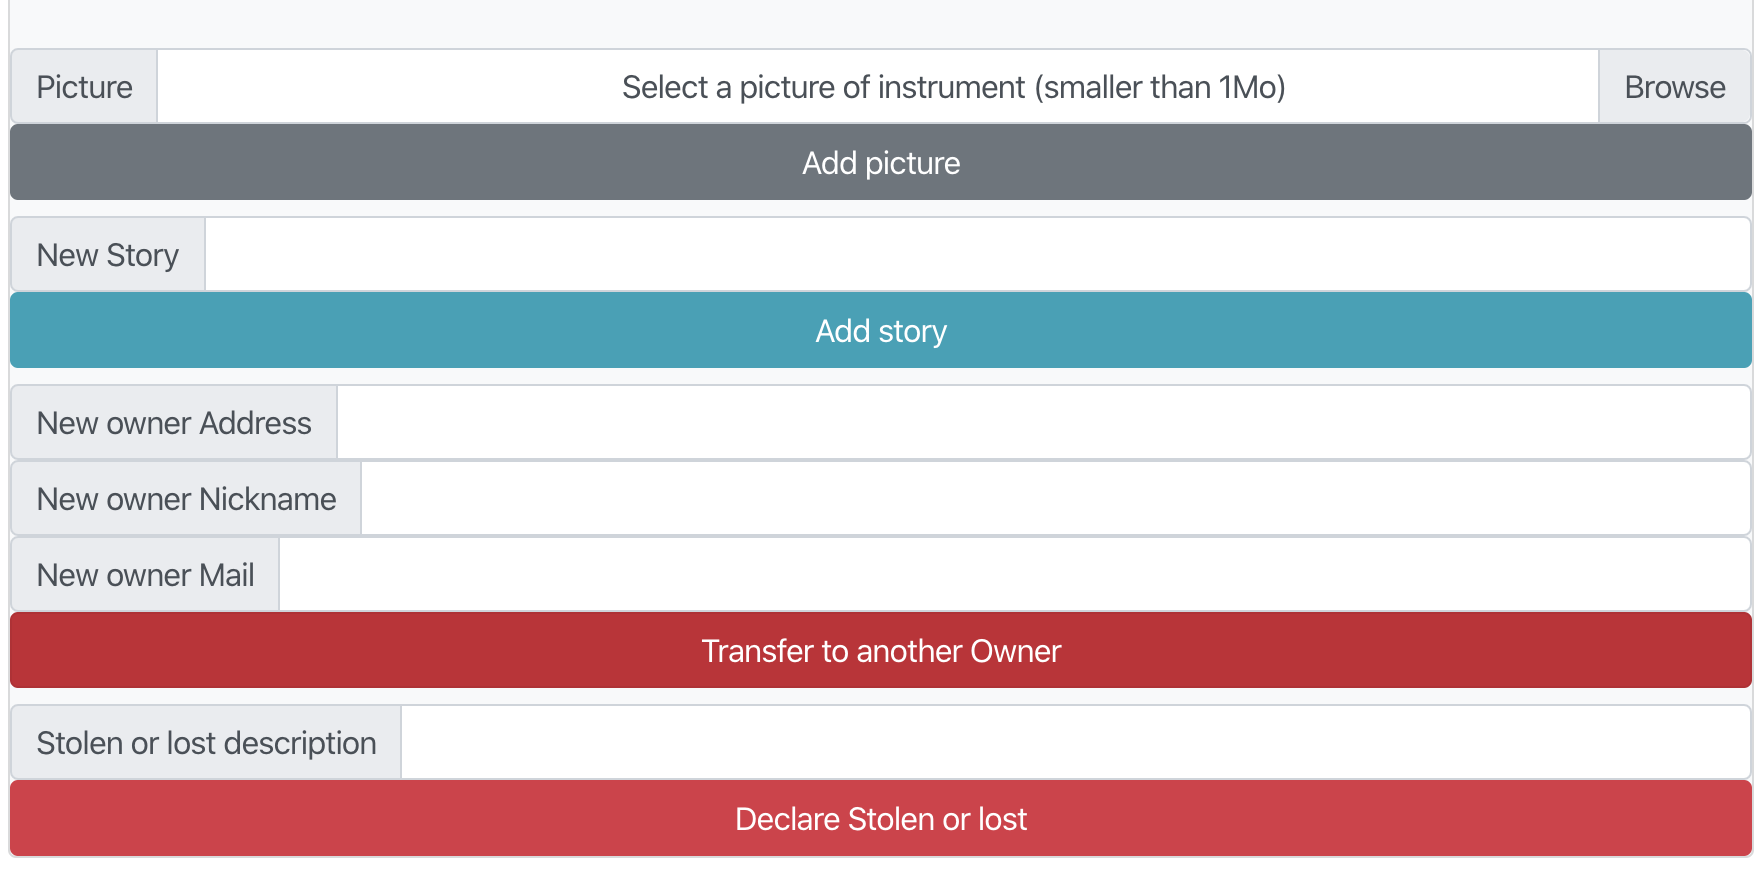 Picture Select a picture of instrument (smaller than 1Mo) Browse
Add picture
New Story
Add story
New owner Address
New owner Nickname
New owner Mail
Transfer to another Owner
Stolen or lost description
Declare Stolen or lost